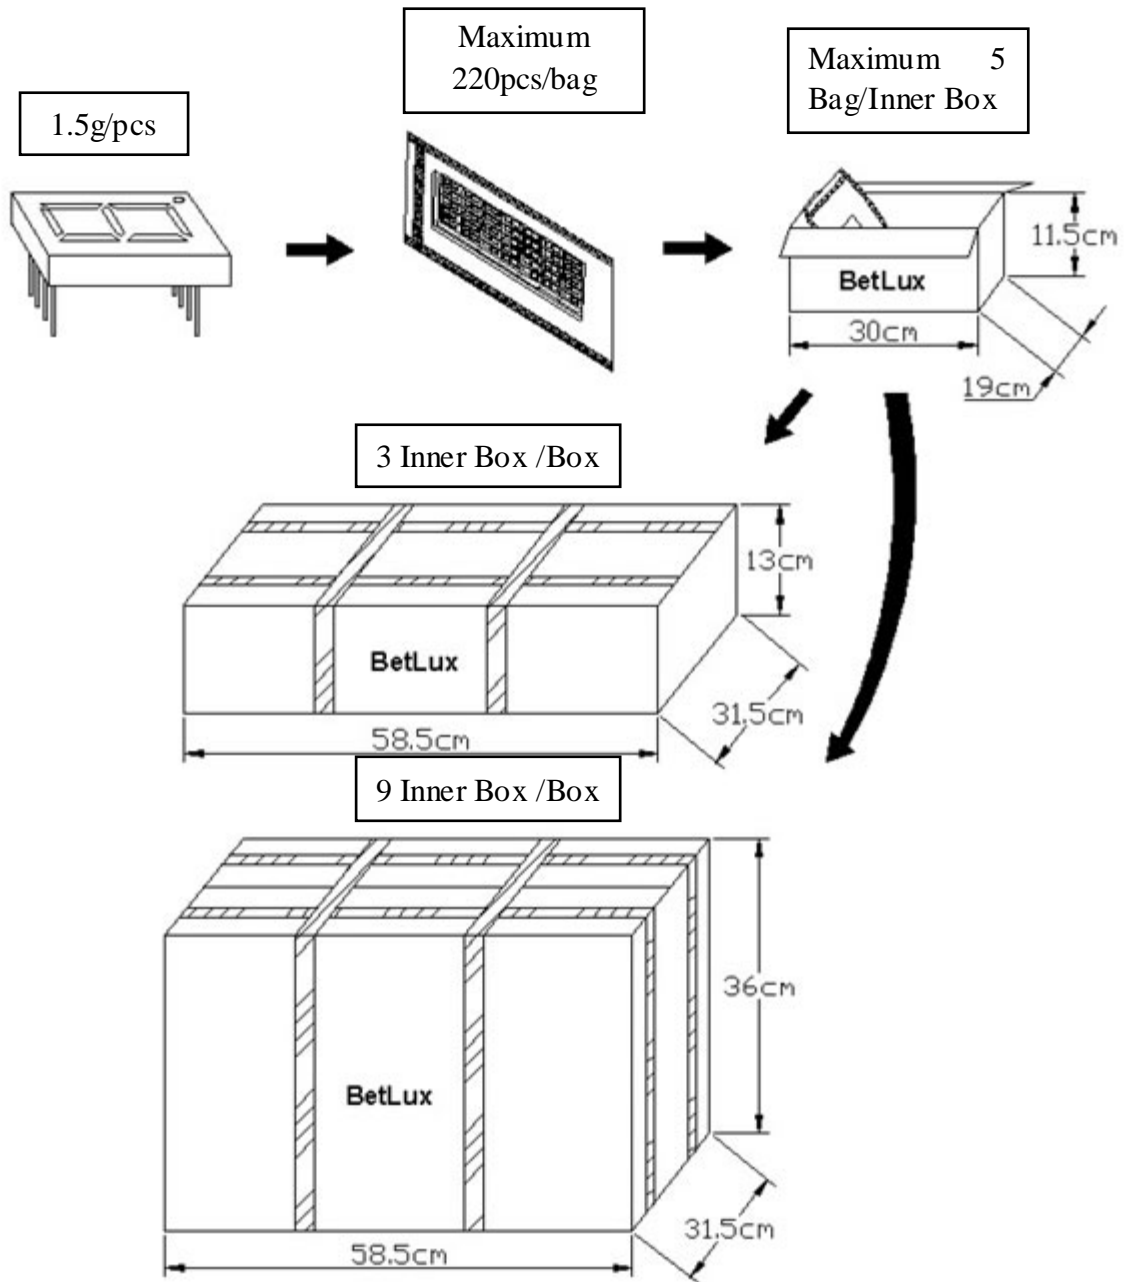 Maximum
220pcs/bag
Maximum 5
Bag/Inner Box
1.5g/pcs
11.5cm
BetLux
30cm
19cm
3 Inner Box /Box
13cm
BetLux
31.5cm
58.5cm
9 Inner Box /Box
36cm
BetLux
31.5cm
58.5cm